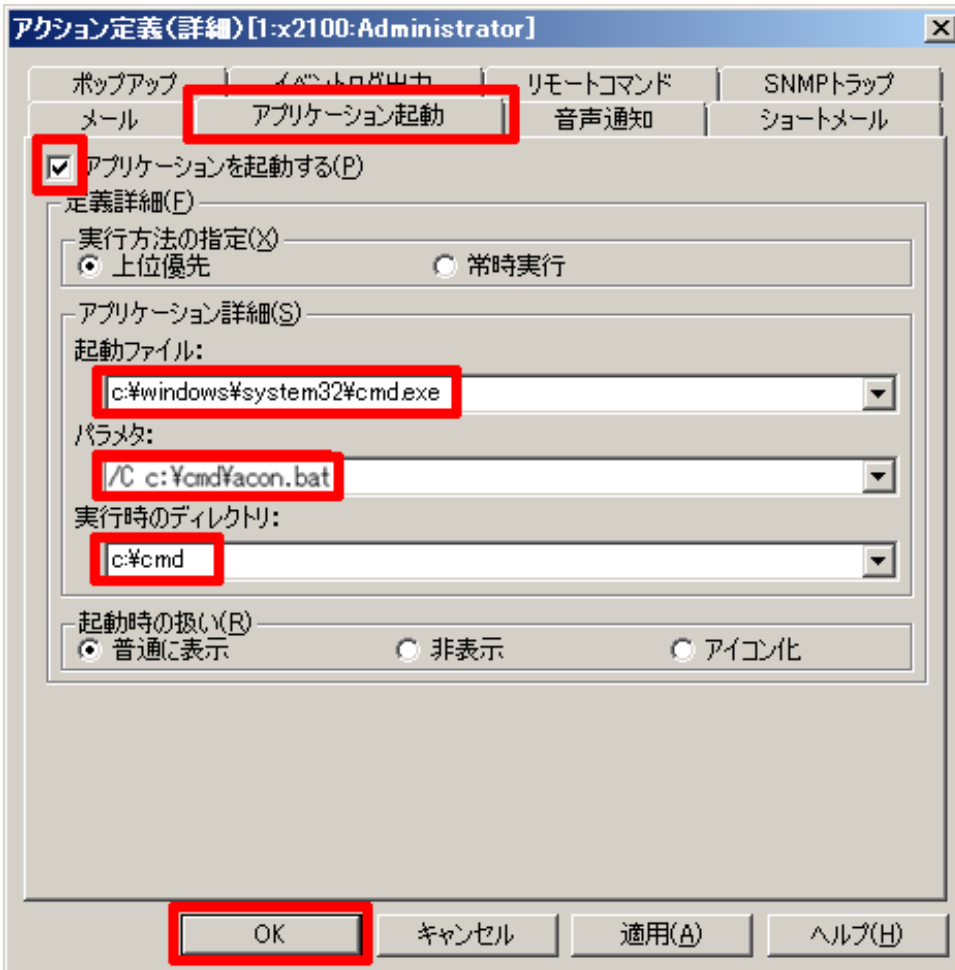 アクション定義(詳細)[1:x2100:Administrator]
ポップアップ イベントログ出力 リモートコマンド SNMPトラップ
メール アプリケーション起動 音声通知 ショートメール
アプリケーションを起動する(P)
定義詳細(F)
実行方法の指定(X)
上位優先 常時実行
アプリケーション詳細(S)
起動ファイル:
c:¥windows¥system32¥cmd.exe
パラメタ:
/C c:¥cmd¥acon.bat
実行時のディレクトリ:
c:¥cmd
起動時の扱い(R)
普通に表示 非表示 アイコン化
OK キャンセル 適用(A) ヘルプ(H)